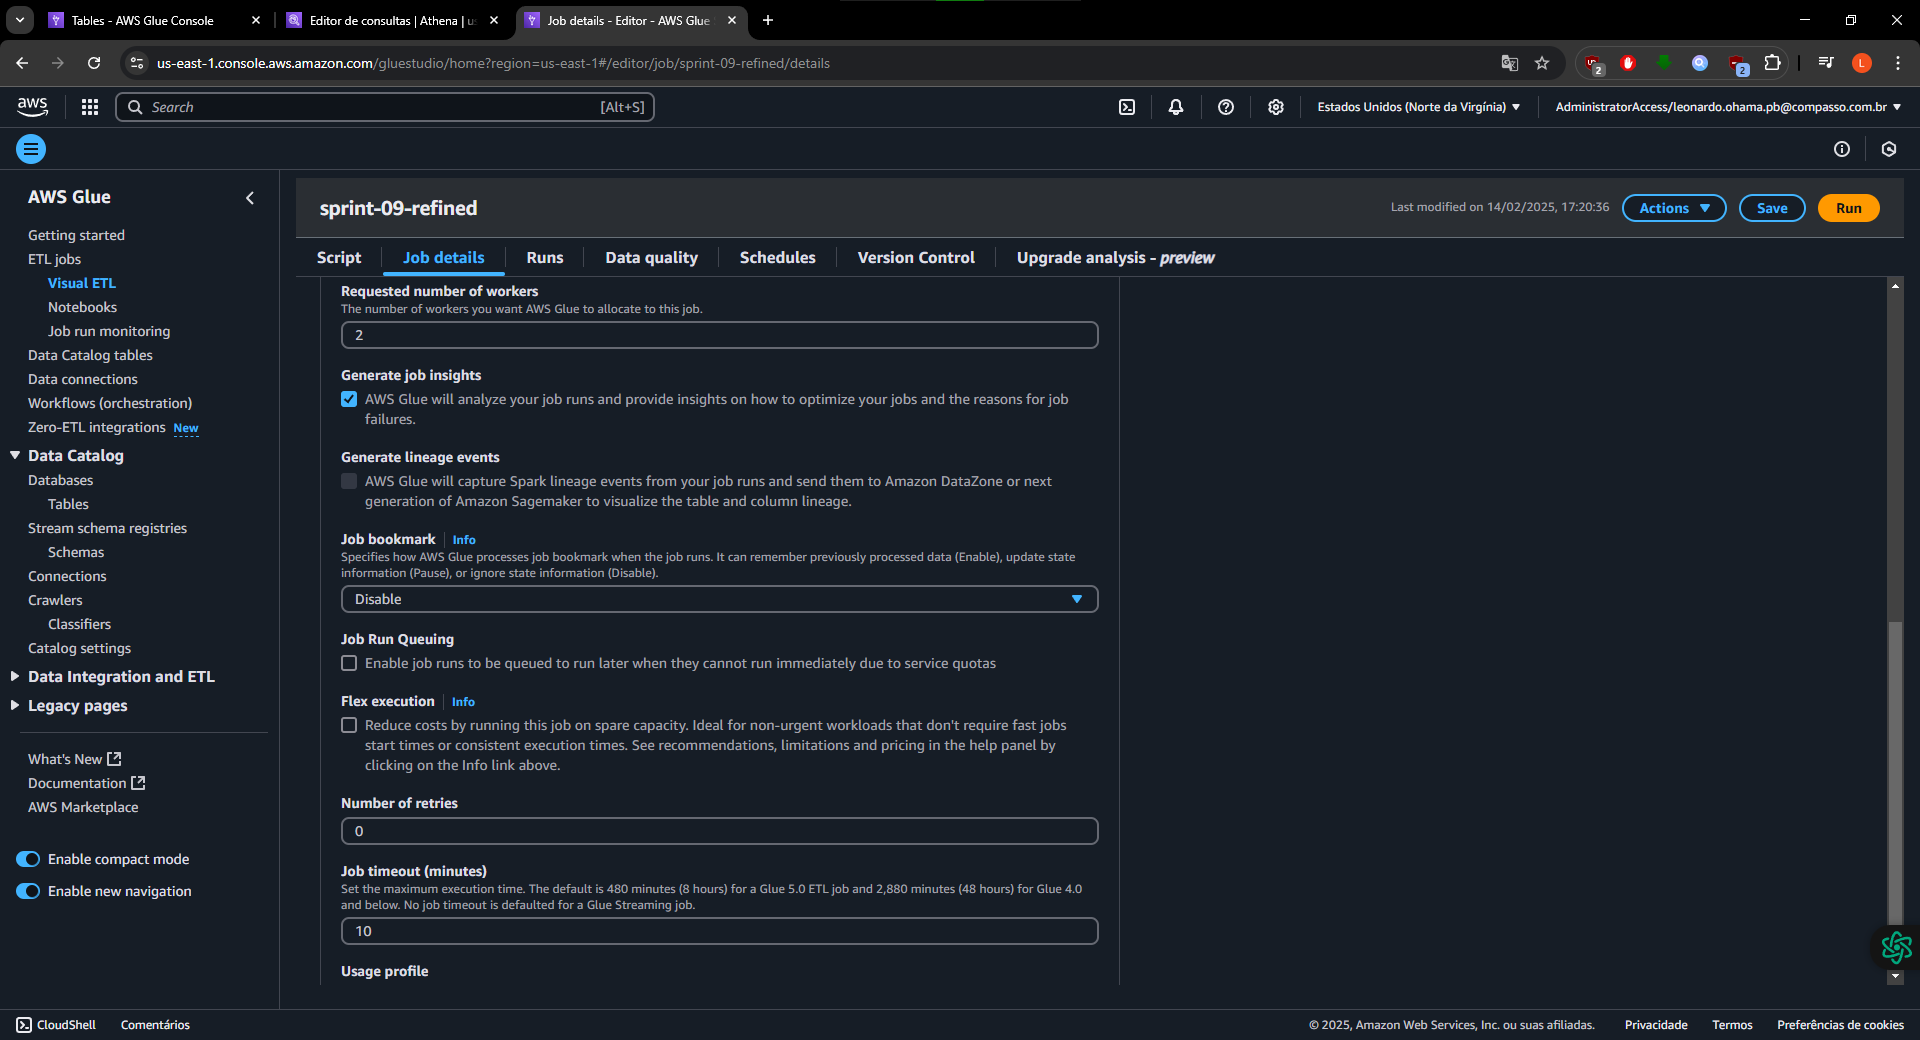 Tables - AWS Glue Console
Editor de consultas | Athena | us
Job details - Editor - AWS Glue
us-east-1.console.aws.amazon.com/gluestudio/home?region=us-east-1#/editor/job/sprint-09-refined/details
2
2
L
aws
Search
[Alt+S]
Estados Unidos (Norte da Virgínia)
AdministratorAccess/leonardo.ohama.pb@compasso.com.br
AWS Glue
Getting started
ETL jobs
Visual ETL
Notebooks
Job run monitoring
Data Catalog tables
Data connections
Workflows (orchestration)
Zero-ETL integrations New
Data Catalog
Databases
Tables
Stream schema registries
Schemas
Connections
Crawlers
Classifiers
Catalog settings
Data Integration and ETL
Legacy pages
What's New
Documentation
AWS Marketplace
Enable compact mode
Enable new navigation
sprint-09-refined
Last modified on 14/02/2025, 17:20:36
Actions
Save
Run
Script
Job details
Runs
Data quality
Schedules
Version Control
Upgrade analysis - preview
Requested number of workers
The number of workers you want AWS Glue to allocate to this job.
2
Generate job insights
AWS Glue will analyze your job runs and provide insights on how to optimize your jobs and the reasons for job
failures.
Generate lineage events
AWS Glue will capture Spark lineage events from your job runs and send them to Amazon DataZone or next
generation of Amazon Sagemaker to visualize the table and column lineage.
Job bookmark Info
Specifies how AWS Glue processes job bookmark when the job runs. It can remember previously processed data (Enable), update state
information (Pause), or ignore state information (Disable).
Disable
Job Run Queuing
Enable job runs to be queued to run later when they cannot run immediately due to service quotas
Flex execution Info
Reduce costs by running this job on spare capacity. Ideal for non-urgent workloads that don't require fast jobs
start times or consistent execution times. See recommendations, limitations and pricing in the help panel by
clicking on the Info link above.
Number of retries
0
Job timeout (minutes)
Set the maximum execution time. The default is 480 minutes (8 hours) for a Glue 5.0 ETL job and 2,880 minutes (48 hours) for Glue 4.0
and below. No job timeout is defaulted for a Glue Streaming job.
10
Usage profile
CloudShell
Comentários
© 2025, Amazon Web Services, Inc. ou suas afiliadas.
Privacidade
Termos
Preferências de cookies